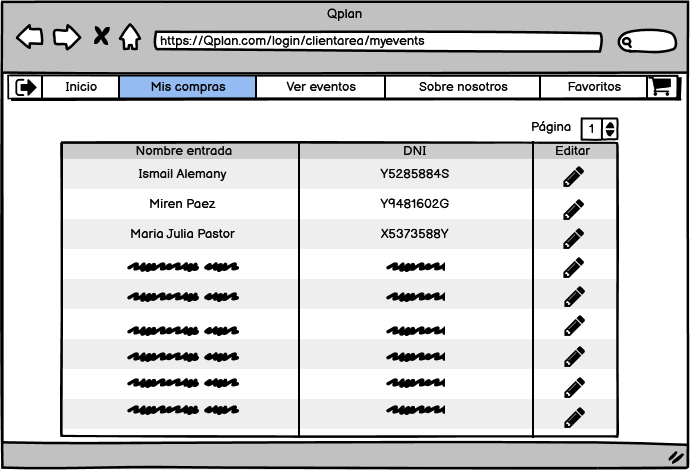 Qplan
https://Qplan.com/login/clientarea/myevents
Inicio Mis compras Ver eventos Sobre nosotros Favoritos
Página 1
Nombre entrada DNI Editar
Ismail Alemany Y5285884S
Miren Paez Y9481602G
Maria Julia Pastor X5373588Y